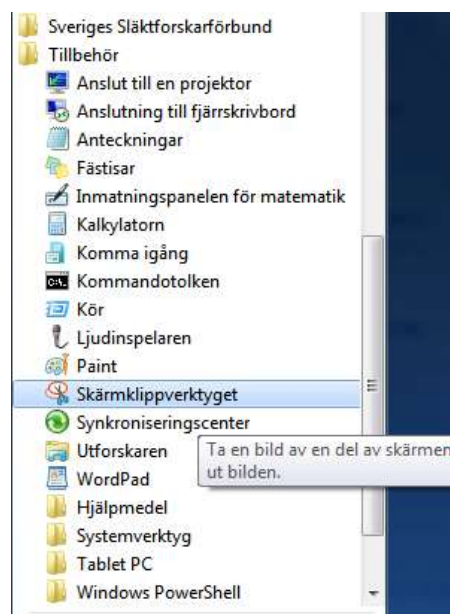 Sveriges Släktforskarförbund
Tillbehör
Anslut till en projektor
Anslutning till fjärrskrivbord
Anteckningar
Fästisar
Inmatningspanelen för matematik
Kalkylatorn
Komma igång
Kommandotolken
Kör
Ljudinspelaren
Paint
Skärmklippverktyget
Synkroniseringscenter
Utforskaren
Ta en bild av en del av skärmen
ut bilden.
WordPad
Hjälpmedel
Systemverktyg
Tablet PC
Windows PowerShell